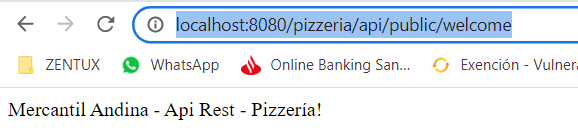 localhost:8080/pizzeria/api/public/welcome
ZENTUX WhatsApp Online Banking San... Exención - Vulnera
Mercantil Andina - Api Rest - Pizzería!